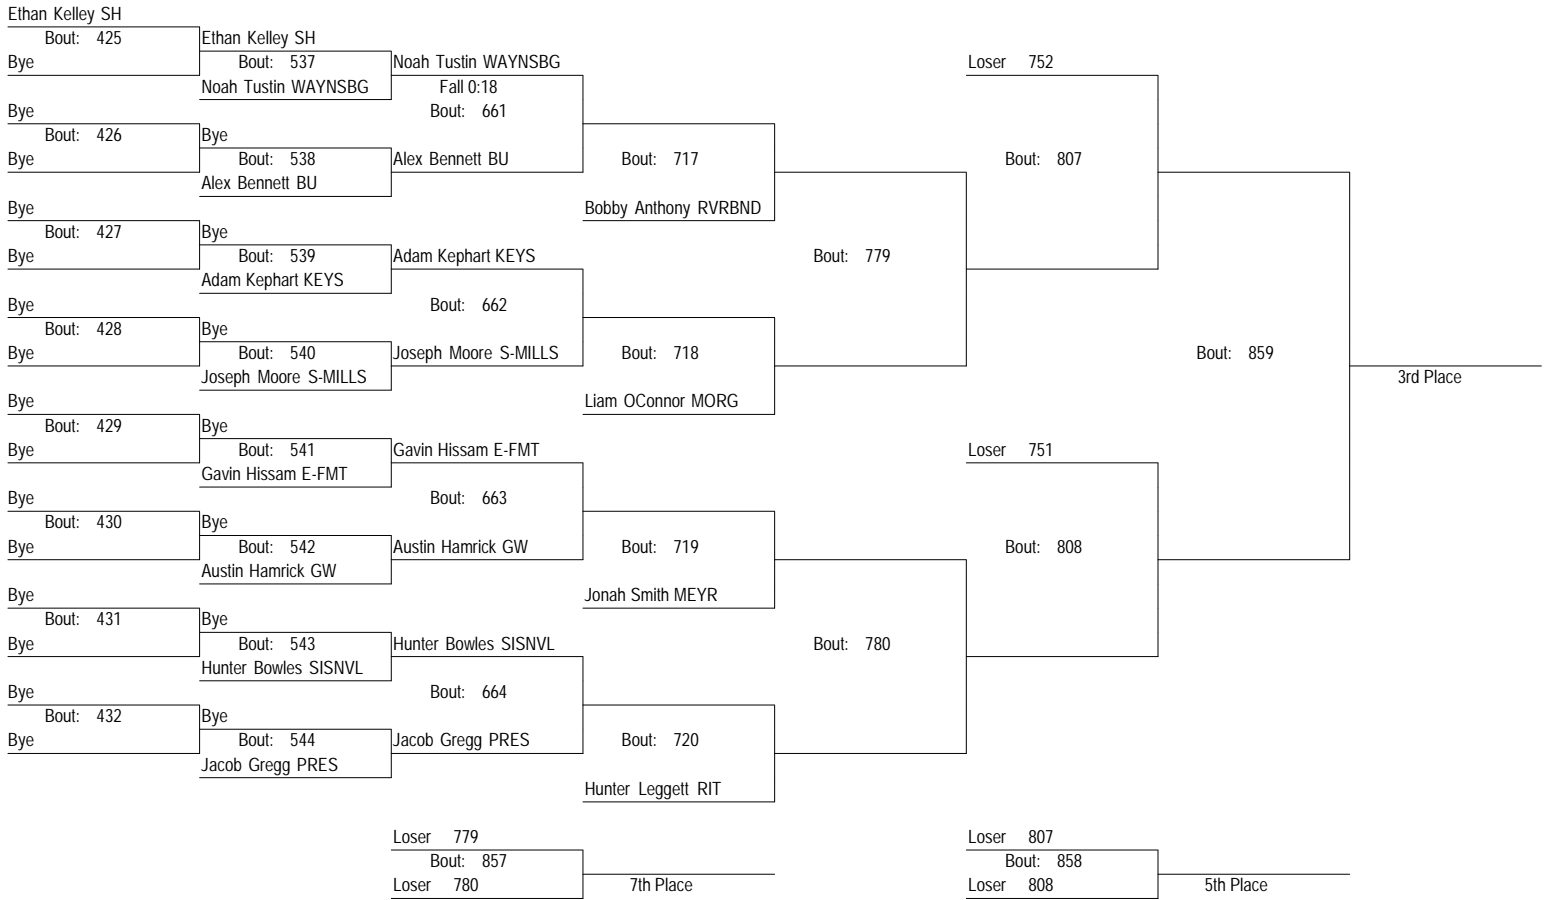 Ethan Kelley SH
Bout: 425
Ethan Kelley SH
Bye
Bout: 537
Noah Tustin WAYNSBG
Loser 752
Noah Tustin WAYNSBG
Fall 0:18
Bye
Bout: 661
Bout: 426
Bye
Bye
Bout: 538
Alex Bennett BU
Bout: 717
Bout: 807
Alex Bennett BU
Bye
Bobby Anthony RVRBND
Bout: 427
Bye
Bye
Bout: 539
Adam Kephart KEYS
Bout: 779
Adam Kephart KEYS
Bye
Bout: 662
Bout: 428
Bye
Bye
Bout: 540
Joseph Moore S-MILLS
Bout: 718
Bout: 859
Joseph Moore S-MILLS
3rd Place
Bye
Liam OConnor MORG
Bout: 429
Bye
Bye
Bout: 541
Gavin Hissam E-FMT
Loser 751
Gavin Hissam E-FMT
Bye
Bout: 663
Bout: 430
Bye
Bye
Bout: 542
Austin Hamrick GW
Bout: 719
Bout: 808
Austin Hamrick GW
Bye
Jonah Smith MEYR
Bout: 431
Bye
Bye
Bout: 543
Hunter Bowles SISNVL
Bout: 780
Hunter Bowles SISNVL
Bye
Bout: 664
Bout: 432
Bye
Bye
Bout: 544
Jacob Gregg PRES
Bout: 720
Jacob Gregg PRES
Hunter Leggett RIT
Loser 779
Loser 807
Bout: 857
Bout: 858
Loser 780
7th Place
Loser 808
5th Place